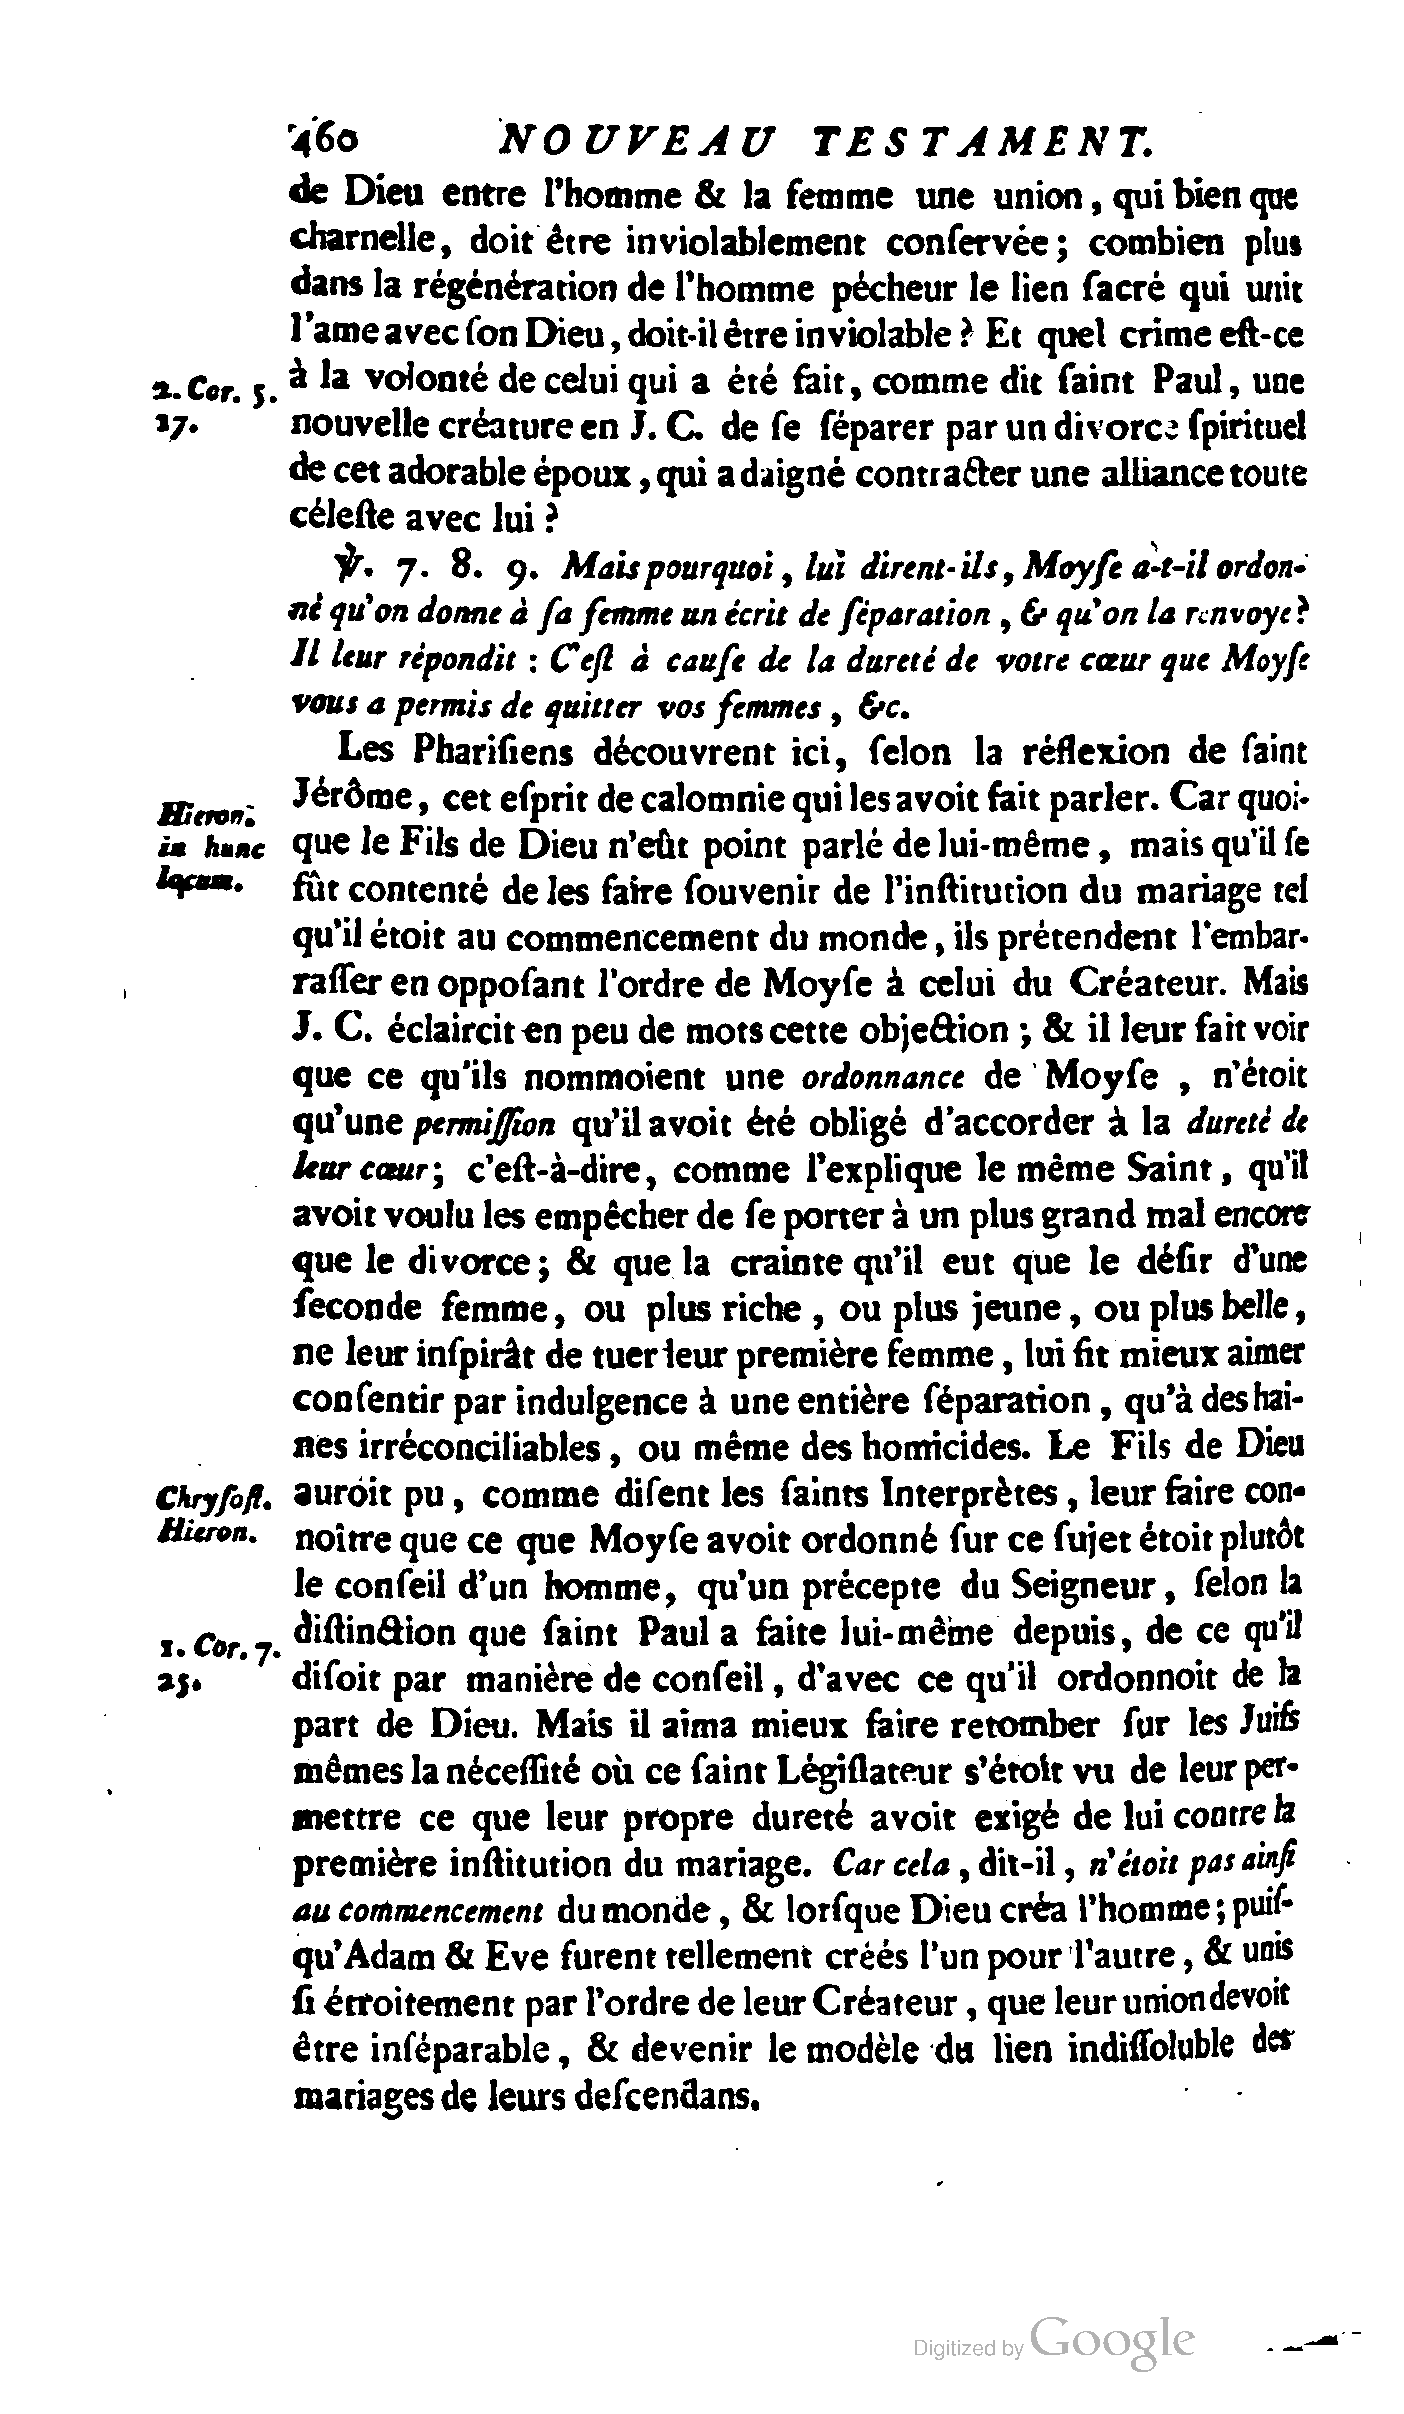 460 NOUVEAU TESTAMENT.
de Dieu entre l'homme & la femme une union, qui bien que
charnelle, doit être inviolablement conſervée; combien plus
dans la régénération de l'homme pécheur le lien ſacré qui unit
l'ame avec ſon Dieu, doit-il être inviolable? Et quel crime eſt-ce
2. Cor. 5. à la volonté de celui qui a été fait, comme dit ſaint Paul, une
17. nouvelle créature en J. C. de ſe ſéparer par un divorce ſpirituel
de cet adorable époux, qui a daigné contracter une alliance toute
céleſte avec lui?
℣. 7. 8. 9. Mais pourquoi, lui dirent-ils, Moyſe a-t-il ordon-
né qu'on donne à ſa femme un écrit de ſéparation, & qu'on la renvoye?
Il leur répondit : C'eſt à cauſe de la dureté de votre cœur que Moyſe
vous a permis de quitter vos femmes, &c.
Les Phariſiens découvrent ici, ſelon la réflexion de ſaint
Hieron. Jérôme, cet eſprit de calomnie qui les avoit fait parler. Car quoi-
in hunc que le Fils de Dieu n'eût point parlé de lui-même, mais qu'il ſe
locum. fût contenté de les faire ſouvenir de l'inſtitution du mariage tel
qu'il étoit au commencement du monde, ils prétendent l'embar-
raſſer en oppoſant l'ordre de Moyſe à celui du Créateur. Mais
J. C. éclaircit en peu de mots cette objection; & il leur fait voir
que ce qu'ils nommoient une ordonnance de Moyſe, n'étoit
qu'une permiſſion qu'il avoit été obligé d'accorder à la dureté de
leur cœur; c'eſt-à-dire, comme l'explique le même Saint, qu'il
avoit voulu les empêcher de ſe porter à un plus grand mal encore
que le divorce; & que la crainte qu'il eut que le déſir d'une
ſeconde femme, ou plus riche, ou plus jeune, ou plus belle,
ne leur inſpirât de tuer leur première femme, lui fit mieux aimer
conſentir par indulgence à une entière ſéparation, qu'à des hai-
nes irréconciliables, ou même des homicides. Le Fils de Dieu
Chryſoſt. auroit pu, comme diſent les ſaints Interprètes, leur faire con-
Hieron. noître que ce que Moyſe avoit ordonné ſur ce ſujet étoit plutôt
le conſeil d'un homme, qu'un précepte du Seigneur, ſelon la
1. Cor. 7. diſtinction que ſaint Paul a faite lui-même depuis, de ce qu'il
25. diſoit par manière de conſeil, d'avec ce qu'il ordonnoit de la
part de Dieu. Mais il aima mieux faire retomber ſur les Juifs
mêmes la néceſſité où ce ſaint Légiſlateur s'étoit vu de leur per-
mettre ce que leur propre dureté avoit exigé de lui contre la
première inſtitution du mariage. Car cela, dit-il, n'étoit pas ainſi
au commencement du monde, & lorſque Dieu créa l'homme; puiſ-
qu'Adam & Eve furent tellement créés l'un pour l'autre, & unis
ſi étroitement par l'ordre de leur Créateur, que leur union devoit
être inſéparable, & devenir le modèle du lien indiſſoluble des
mariages de leurs deſcendans.
Digitized by Google